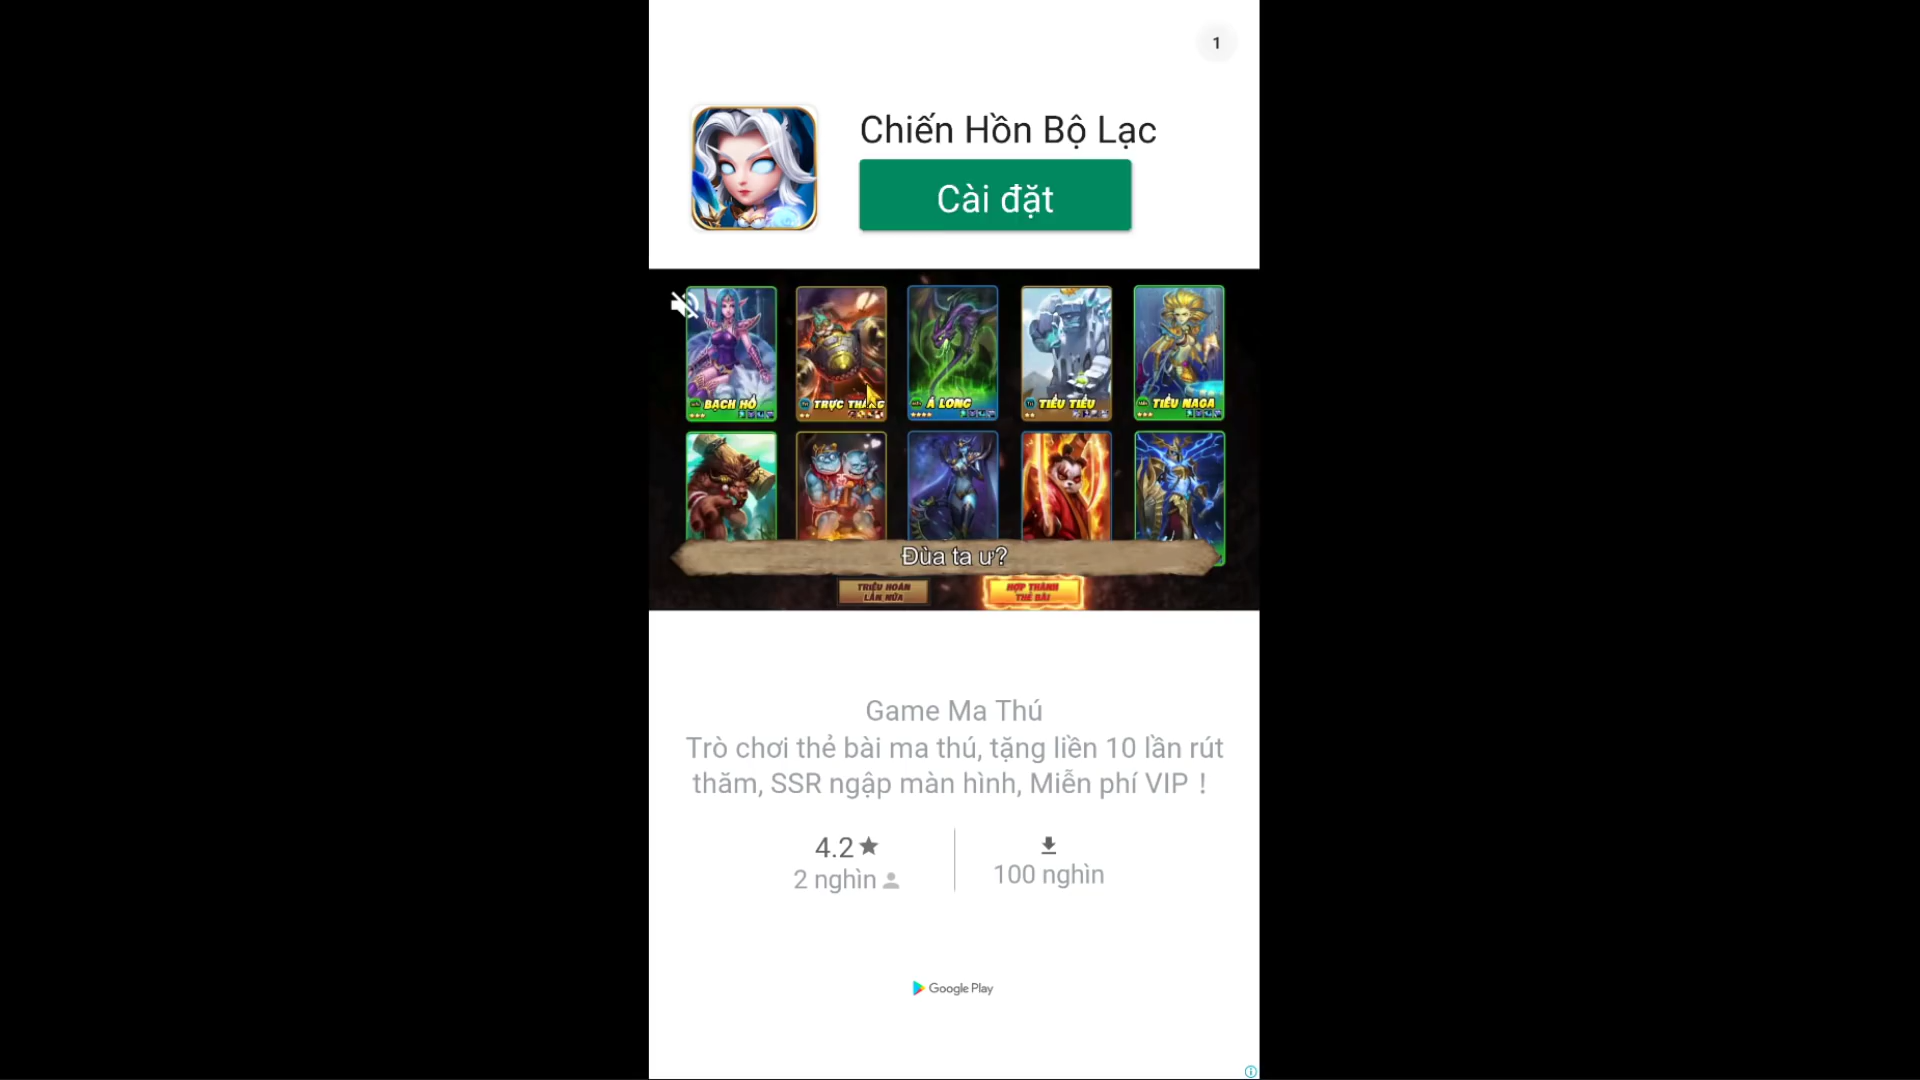 1
Chiến Hồn Bộ Lạc
Cài đặt
BẠCH HỔ
Á LONG
TIỂU TIỂU
TIỂU NAGA
Đùa ta ư?
TRIỆU HOÁN
LẦN NỮA
HỢP THÀNH
THẺ BÀI
Game Ma Thú
Trò chơi thẻ bài ma thú, tặng liền 10 lần rút
thăm, SSR ngập màn hình, Miễn phí VIP !
4.2
2 nghìn
100 nghìn
Google Play